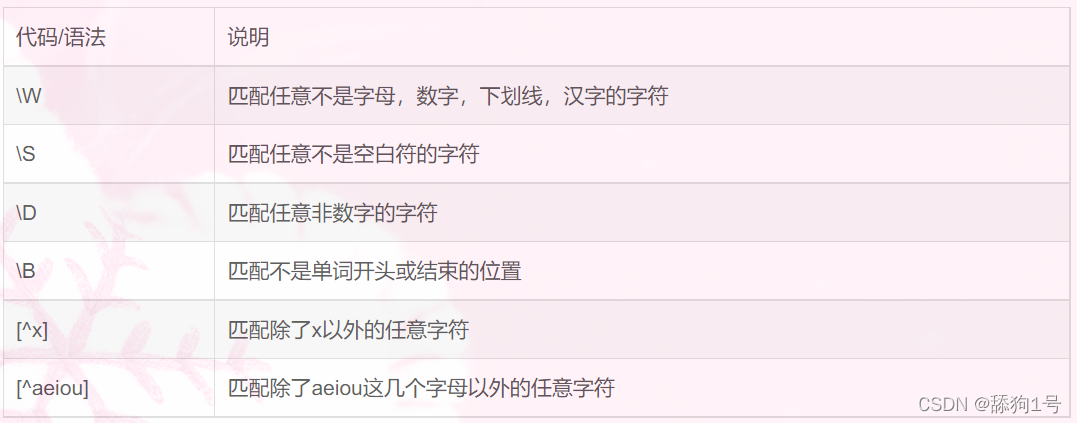 代码/语法 说明
\W 匹配任意不是字母，数字，下划线，汉字的字符
\S 匹配任意不是空白符的字符
\D 匹配任意非数字的字符
\B 匹配不是单词开头或结束的位置
[^x] 匹配除了x以外的任意字符
[^aeiou] 匹配除了aeiou这几个字母以外的任意字符
CSDN @舔狗1号